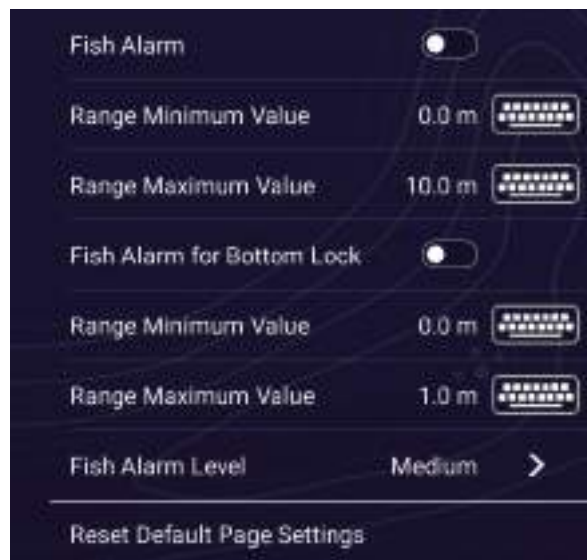 Fish Alarm
Range Minimum Value 0.0 m
Range Maximum Value 10.0 m
Fish Alarm for Bottom Lock
Range Minimum Value 0.0 m
Range Maximum Value 1.0 m
Fish Alarm Level Medium
Reset Default Page Settings